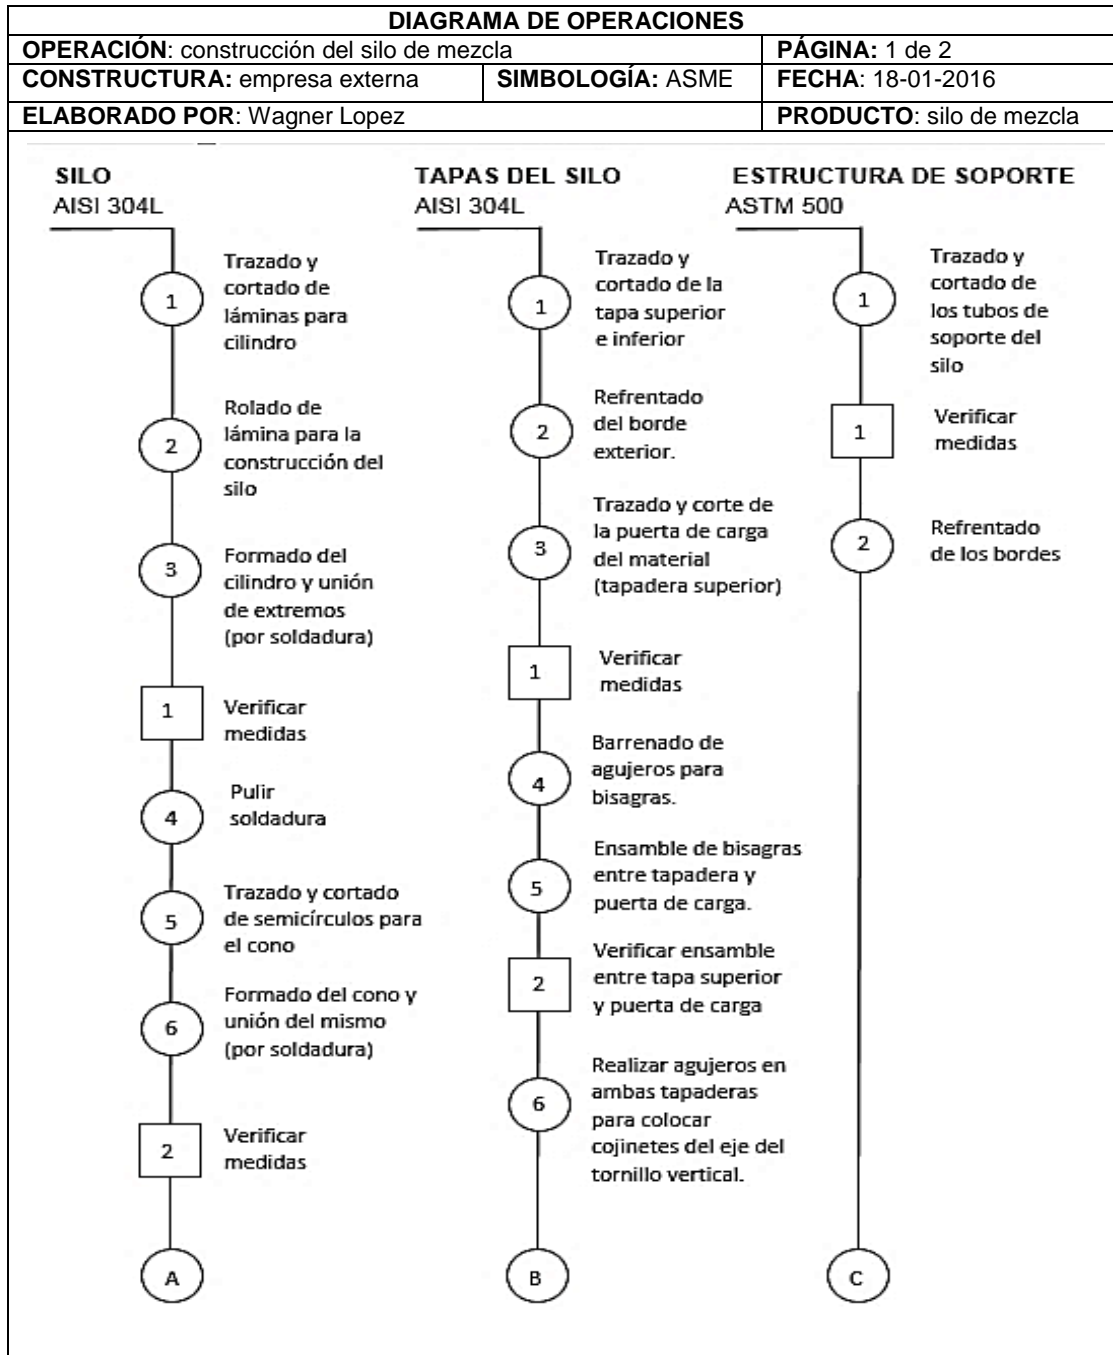 DIAGRAMA DE OPERACIONES
OPERACIÓN: construcción del silo de mezcla
PÁGINA: 1 de 2
CONSTRUCTURA: empresa externa
SIMBOLOGÍA: ASME
FECHA: 18-01-2016
ELABORADO POR: Wagner Lopez
PRODUCTO: silo de mezcla
SILO
AISI 304L
1
Trazado y
cortado de
láminas para
cilindro
2
Rolado de
lámina para la
construcción del
silo
3
Formado del
cilindro y unión
de extremos
(por soldadura)
1
Verificar
medidas
4
Pulir
soldadura
5
Trazado y cortado
de semicírculos para
el cono
6
Formado del cono y
unión del mismo
(por soldadura)
2
Verificar
medidas
A
TAPAS DEL SILO
AISI 304L
1
Trazado y
cortado de la
tapa superior
e inferior
2
Refrentado
del borde
exterior.
3
Trazado y corte de
la puerta de carga
del material
(tapadera superior)
1
Verificar
medidas
4
Barrenado de
agujeros para
bisagras.
5
Ensamble de bisagras
entre tapadera y
puerta de carga.
2
Verificar ensamble
entre tapa superior
y puerta de carga
6
Realizar agujeros en
ambas tapaderas
para colocar
cojinetes del eje del
tornillo vertical.
B
ESTRUCTURA DE SOPORTE
ASTM 500
1
Trazado y
cortado de
los tubos de
soporte del
silo
1
Verificar
medidas
2
Refrentado
de los bordes
C